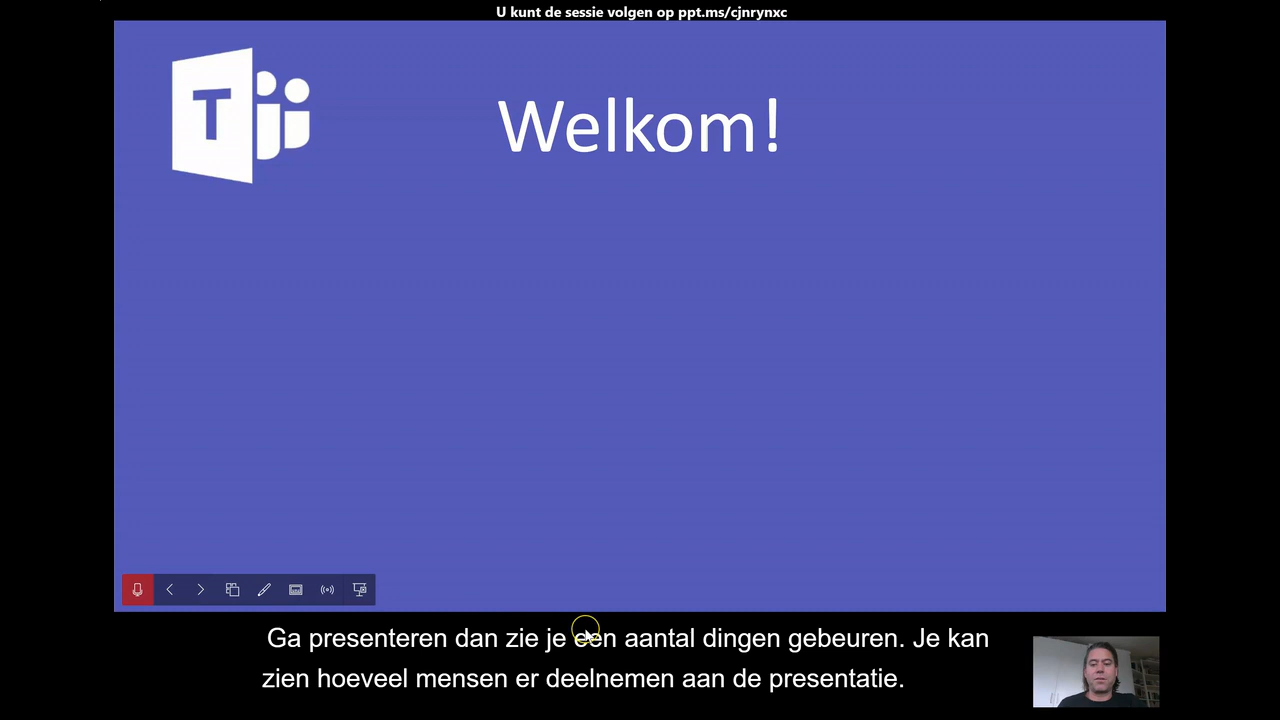 U kunt de sessie volgen op ppt.ms/cjnrynxc
T
Welkom!
Ga presenteren dan zie je een aantal dingen gebeuren. Je kan
zien hoeveel mensen er deelnemen aan de presentatie.